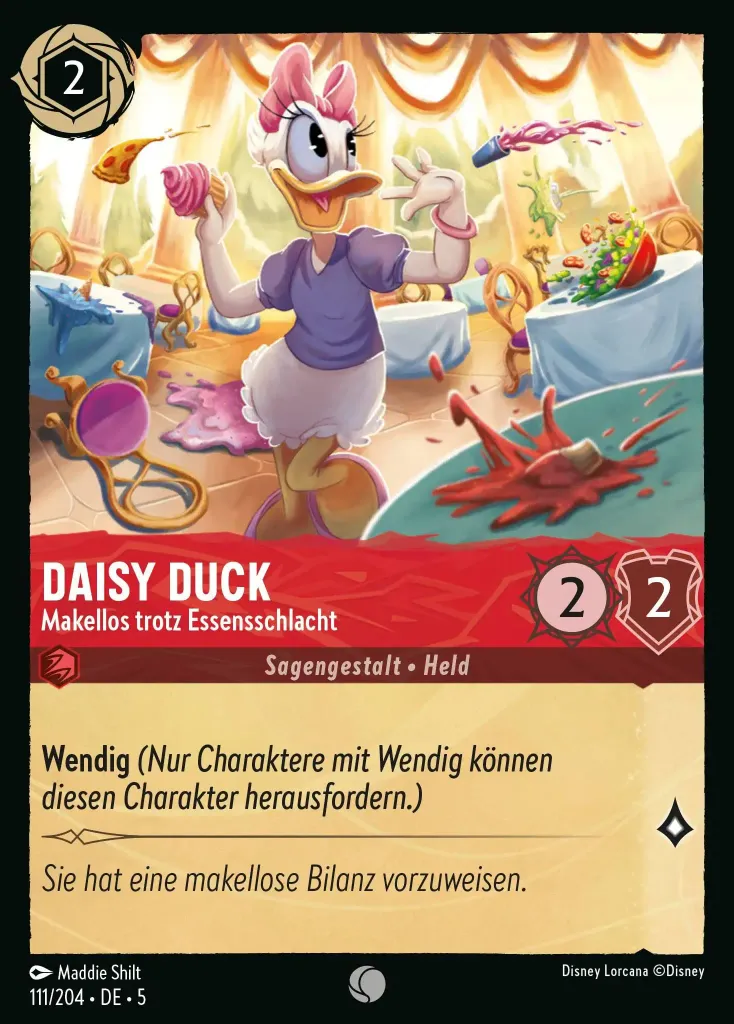 2
DAISY DUCK
Makellos trotz Essensschlacht
2
2
Sagengestalt • Held
Wendig (Nur Charaktere mit Wendig können
diesen Charakter herausfordern.)
Sie hat eine makellose Bilanz vorzuweisen.
Maddie Shilt
Disney Lorcana ©Disney
111/204 • DE • 5